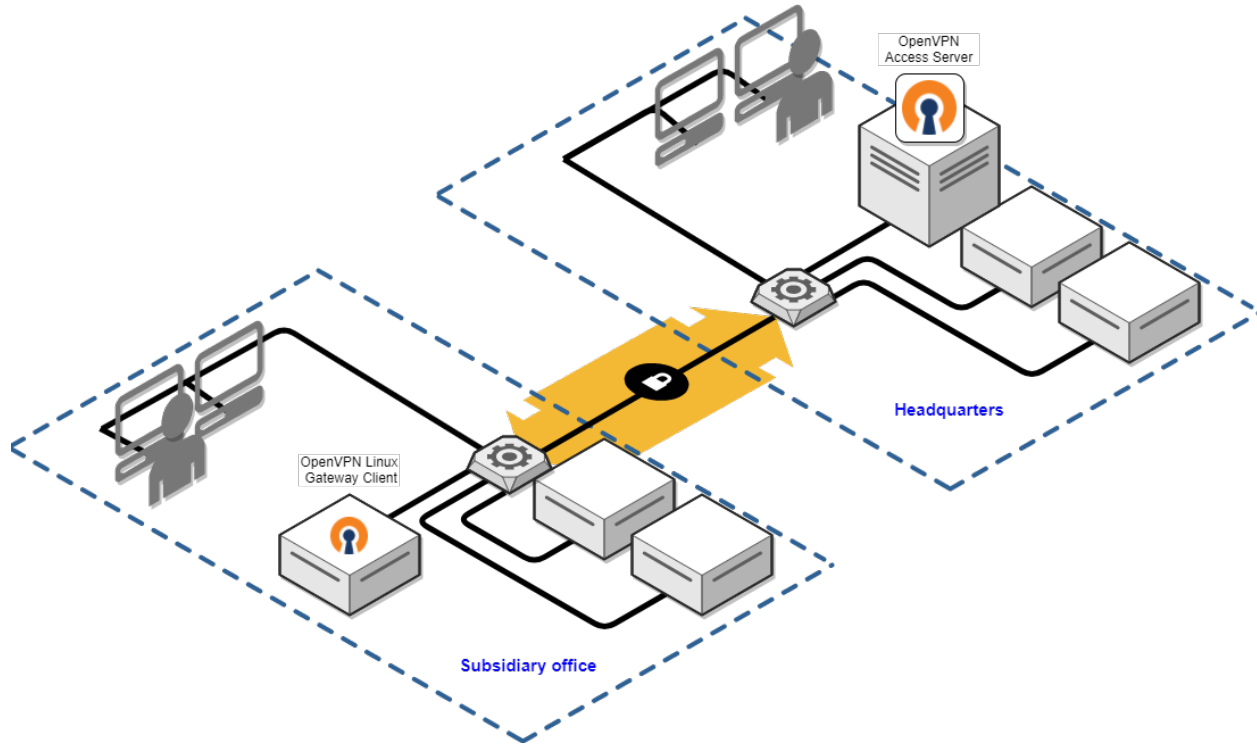 OpenVPN
Access Server
Headquarters
OpenVPN Linux
Gateway Client
Subsidiary office